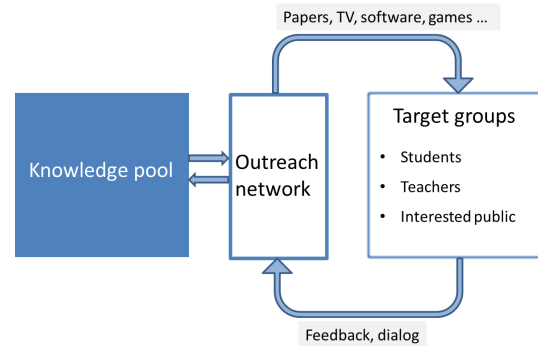 Papers, TV, software, games ...
Knowledge pool
Outreach
network
Target groups
• Students
• Teachers
• Interested public
Feedback, dialog